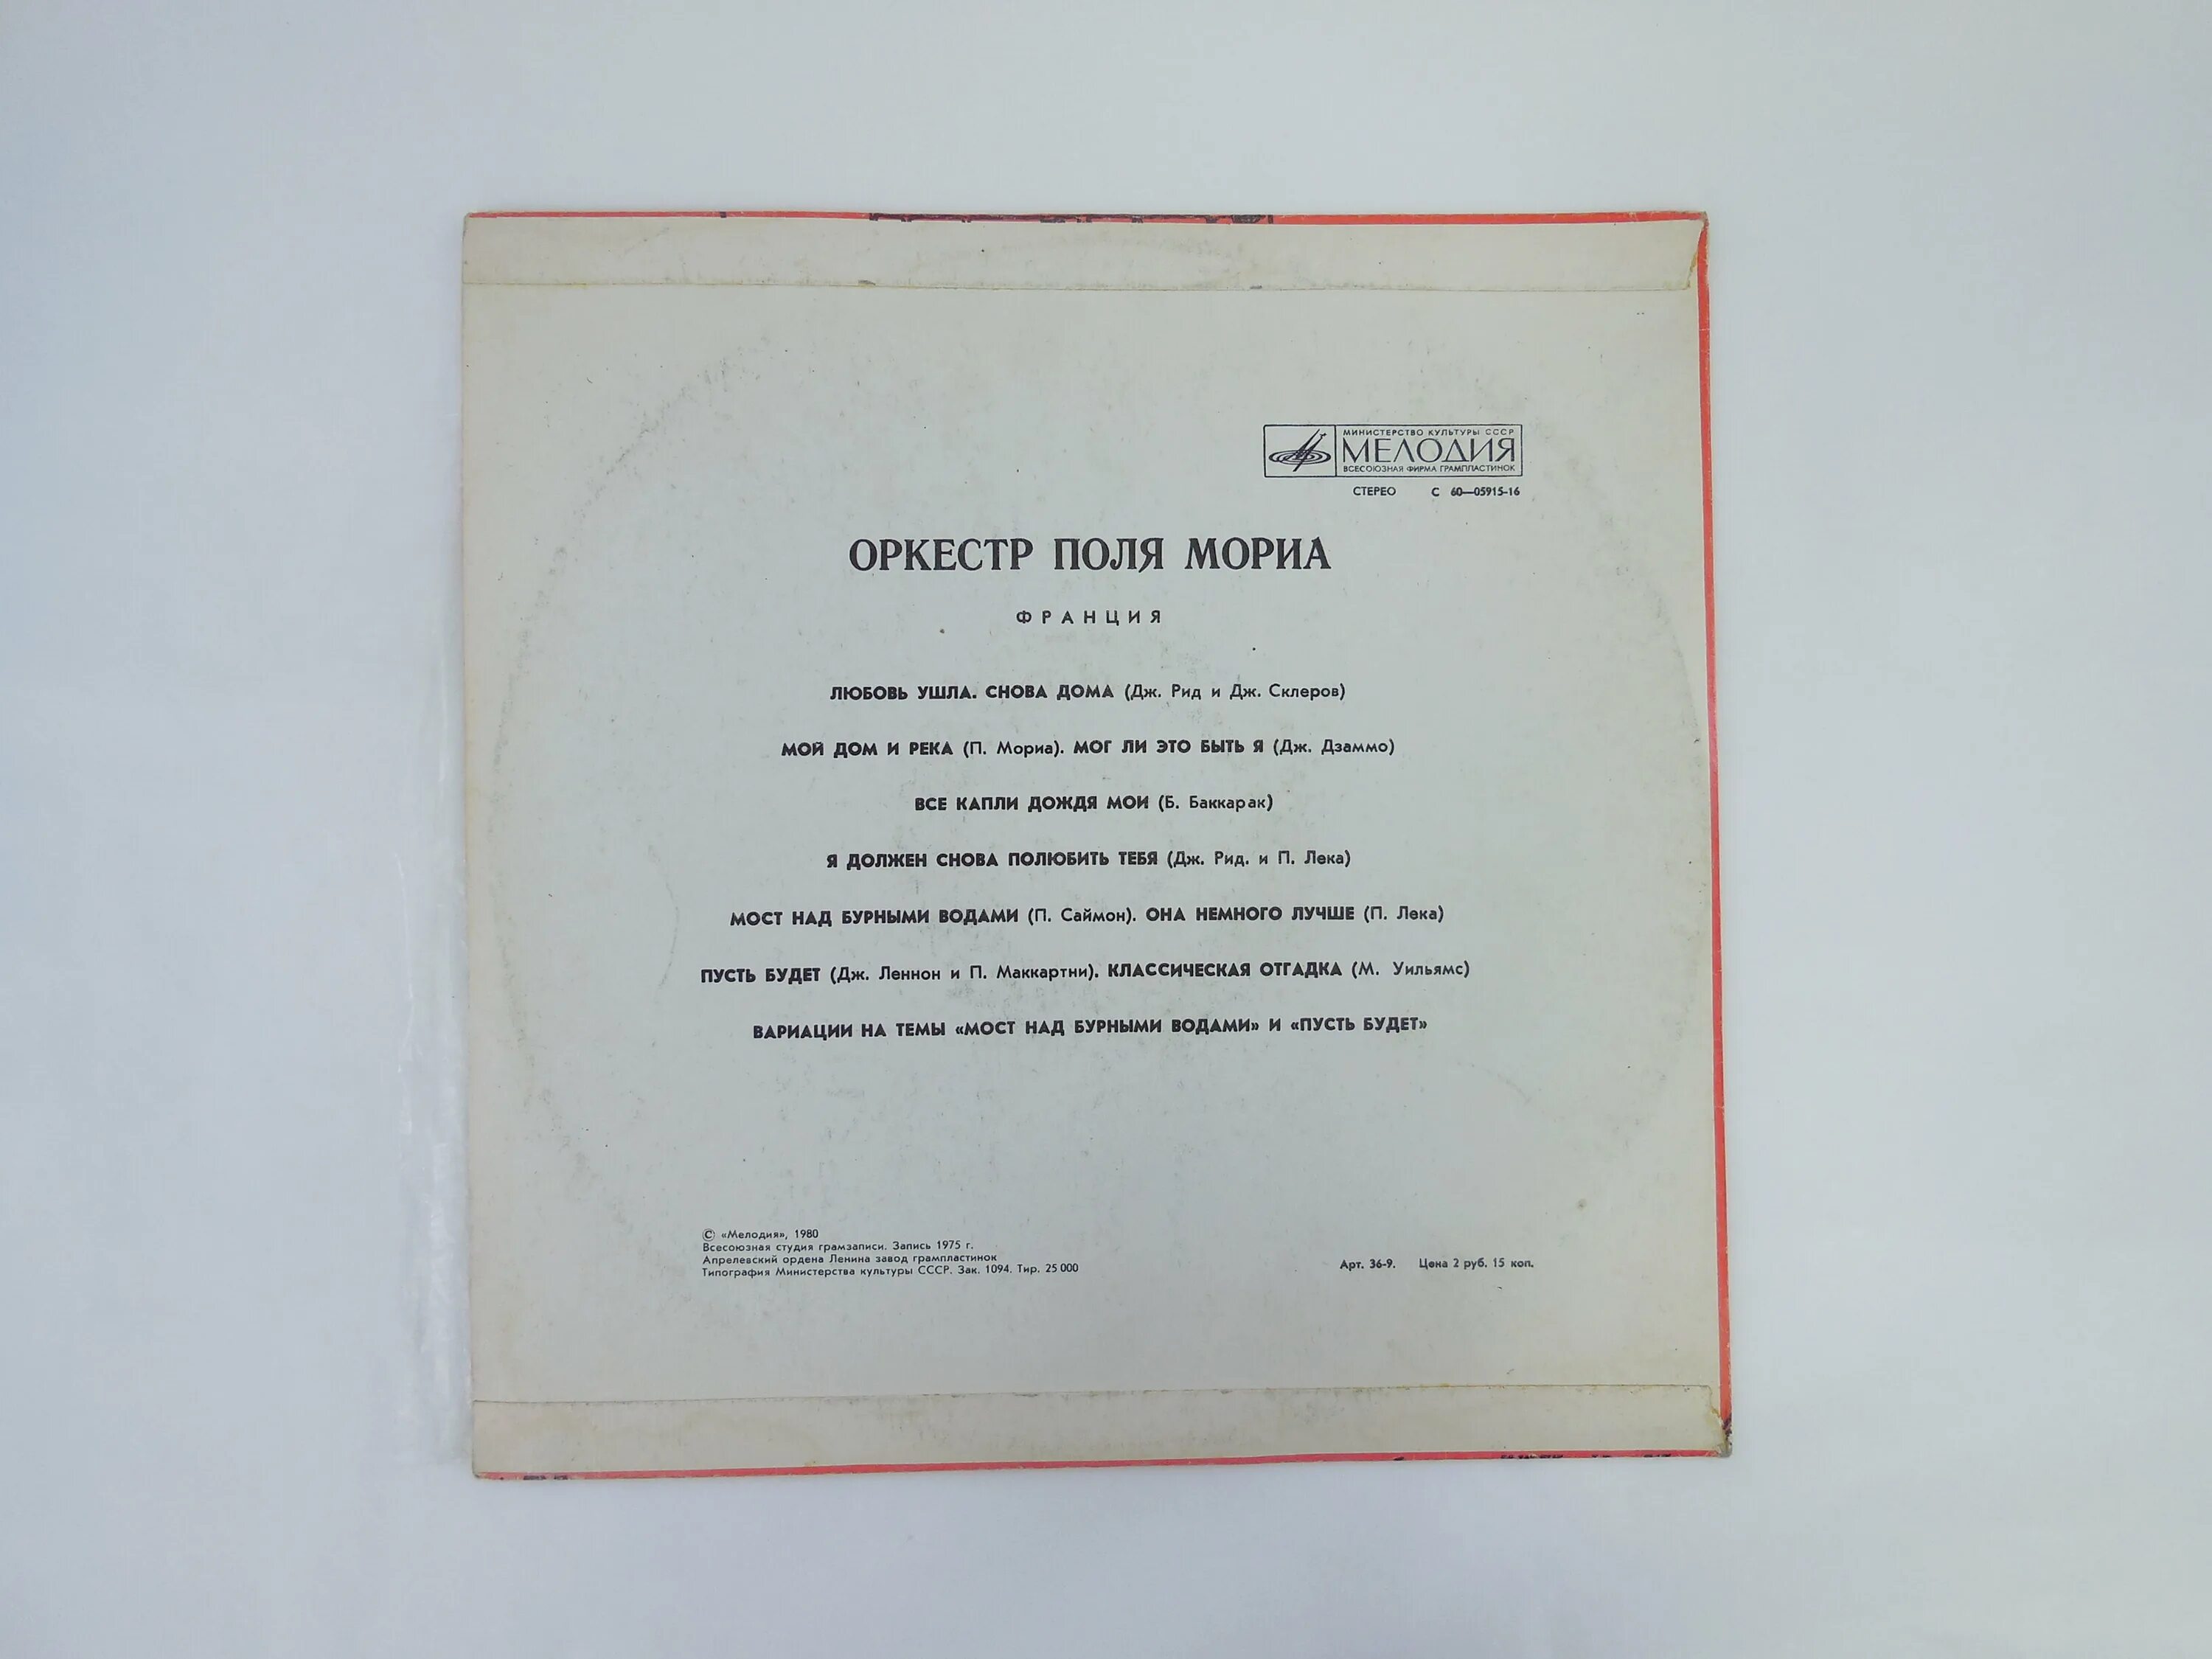 МИНИСТЕРСТВО КУЛЬТУРЫ СССР
МЕЛОДИЯ
ВСЕСОЮЗНАЯ ФИРМА ГРАМПЛАСТИНОК
СТЕРЕО С 60—05915-16
ОРКЕСТР ПОЛЯ МОРИА
ФРАНЦИЯ
ЛЮБОВЬ УШЛА. СНОВА ДОМА (Дж. Рид и Дж. Склеров)
МОЙ ДОМ И РЕКА (П. Мориа). МОГ ЛИ ЭТО БЫТЬ Я (Дж. Дзаммо)
ВСЕ КАПЛИ ДОЖДЯ МОИ (Б. Баккарак)
Я ДОЛЖЕН СНОВА ПОЛЮБИТЬ ТЕБЯ (Дж. Рид. и П. Лека)
МОСТ НАД БУРНЫМИ ВОДАМИ (П. Саймон). ОНА НЕМНОГО ЛУЧШЕ (П. Лека)
ПУСТЬ БУДЕТ (Дж. Леннон и П. Маккартни). КЛАССИЧЕСКАЯ ОТГАДКА (М. Уильямс)
ВАРИАЦИИ НА ТЕМЫ «МОСТ НАД БУРНЫМИ ВОДАМИ» И «ПУСТЬ БУДЕТ»
© «Мелодия», 1980
Всесоюзная студия грамзаписи. Запись 1975 г.
Апрелевский ордена Ленина завод грампластинок
Типография Министерства культуры СССР. Зак. 1094. Тир. 25 000
Арт. 36-9. Цена 2 руб. 15 коп.